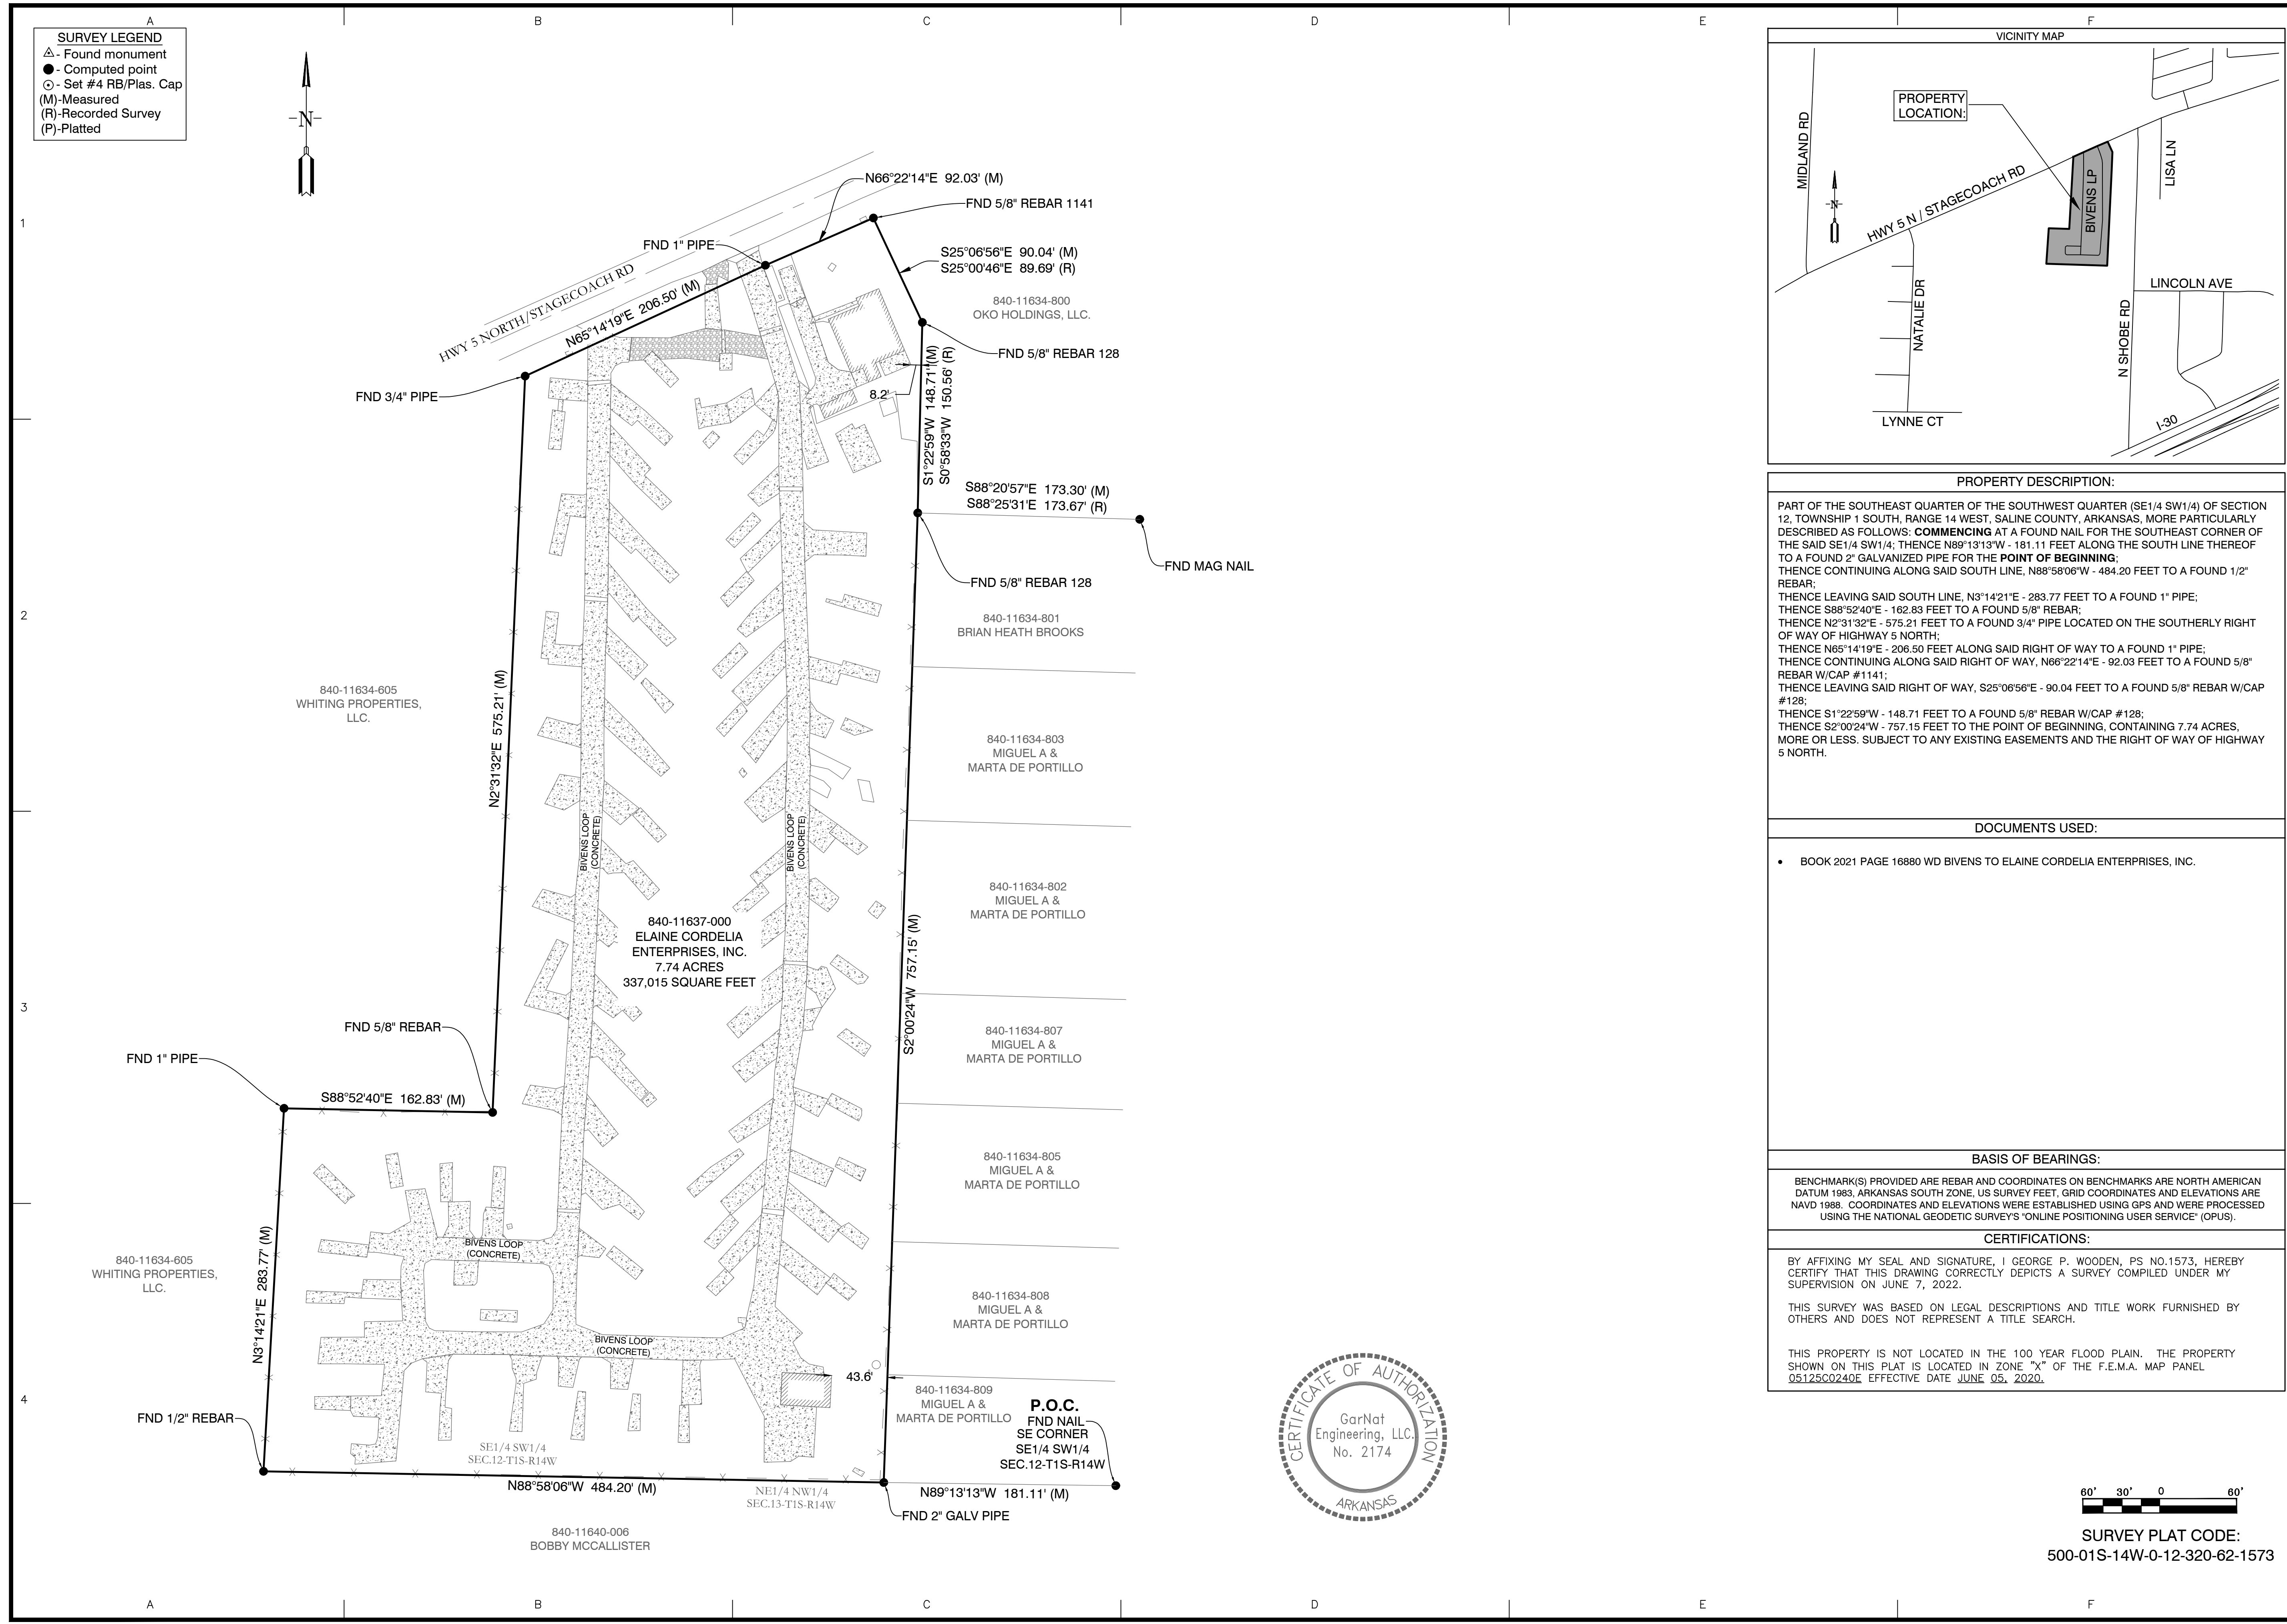 A B C D E F
SURVEY LEGEND
- Found monument
- Computed point
- Set #4 RB/Plas. Cap
(M)-Measured
(R)-Recorded Survey
(P)-Platted
-N-
1
2
3
4
N66°22'14"E 92.03' (M)
FND 5/8" REBAR 1141
FND 1" PIPE
S25°06'56"E 90.04' (M)
S25°00'46"E 89.69' (R)
HWY 5 NORTH/STAGECOACH RD
N65°14'19"E 206.50' (M)
840-11634-800
OKO HOLDINGS, LLC.
FND 5/8" REBAR 128
FND 3/4" PIPE
8.2'
S1°22'59"W 148.71' (M)
S0°58'33"W 150.56' (R)
S88°20'57"E 173.30' (M)
S88°25'31'E 173.67' (R)
FND MAG NAIL
FND 5/8" REBAR 128
840-11634-801
BRIAN HEATH BROOKS
840-11634-605
WHITING PROPERTIES,
LLC.
N2°31'32"E 575.21' (M)
840-11634-803
MIGUEL A &
MARTA DE PORTILLO
BIVENS LOOP
(CONCRETE)
BIVENS LOOP
(CONCRETE)
840-11634-802
MIGUEL A &
MARTA DE PORTILLO
840-11637-000
ELAINE CORDELIA
ENTERPRISES, INC.
7.74 ACRES
337,015 SQUARE FEET
S2°00'24"W 757.15' (M)
840-11634-807
MIGUEL A &
MARTA DE PORTILLO
FND 5/8" REBAR
FND 1" PIPE
S88°52'40"E 162.83' (M)
840-11634-805
MIGUEL A &
MARTA DE PORTILLO
BIVENS LOOP
(CONCRETE)
840-11634-605
WHITING PROPERTIES,
LLC.
N3°14'21"E 283.77' (M)
840-11634-808
MIGUEL A &
MARTA DE PORTILLO
BIVENS LOOP
(CONCRETE)
43.6'
840-11634-809
MIGUEL A &
MARTA DE PORTILLO
P.O.C.
FND NAIL
SE CORNER
SE1/4 SW1/4
SEC.12-T1S-R14W
FND 1/2" REBAR
SE1/4 SW1/4
SEC.12-T1S-R14W
N88°58'06"W 484.20' (M)
NE1/4 NW1/4
SEC.13-T1S-R14W
N89°13'13"W 181.11' (M)
FND 2" GALV PIPE
840-11640-006
BOBBY MCCALLISTER
CERTIFICATE OF AUTHORIZATION
GarNat
Engineering, LLC.
No. 2174
ARKANSAS
VICINITY MAP
PROPERTY
LOCATION:
MIDLAND RD
-N-
HWY 5 N / STAGECOACH RD
BIVENS LP
LISA LN
NATALIE DR
LINCOLN AVE
N SHOBE RD
LYNNE CT
I-30
PROPERTY DESCRIPTION:
PART OF THE SOUTHEAST QUARTER OF THE SOUTHWEST QUARTER (SE1/4 SW1/4) OF SECTION
12, TOWNSHIP 1 SOUTH, RANGE 14 WEST, SALINE COUNTY, ARKANSAS, MORE PARTICULARLY
DESCRIBED AS FOLLOWS: COMMENCING AT A FOUND NAIL FOR THE SOUTHEAST CORNER OF
THE SAID SE1/4 SW1/4; THENCE N89°13'13"W - 181.11 FEET ALONG THE SOUTH LINE THEREOF
TO A FOUND 2" GALVANIZED PIPE FOR THE POINT OF BEGINNING;
THENCE CONTINUING ALONG SAID SOUTH LINE, N88°58'06"W - 484.20 FEET TO A FOUND 1/2"
REBAR;
THENCE LEAVING SAID SOUTH LINE, N3°14'21"E - 283.77 FEET TO A FOUND 1" PIPE;
THENCE S88°52'40"E - 162.83 FEET TO A FOUND 5/8" REBAR;
THENCE N2°31'32"E - 575.21 FEET TO A FOUND 3/4" PIPE LOCATED ON THE SOUTHERLY RIGHT
OF WAY OF HIGHWAY 5 NORTH;
THENCE N65°14'19"E - 206.50 FEET ALONG SAID RIGHT OF WAY TO A FOUND 1" PIPE;
THENCE CONTINUING ALONG SAID RIGHT OF WAY, N66°22'14"E - 92.03 FEET TO A FOUND 5/8"
REBAR W/CAP #1141;
THENCE LEAVING SAID RIGHT OF WAY, S25°06'56"E - 90.04 FEET TO A FOUND 5/8" REBAR W/CAP
#128;
THENCE S1°22'59"W - 148.71 FEET TO A FOUND 5/8" REBAR W/CAP #128;
THENCE S2°00'24"W - 757.15 FEET TO THE POINT OF BEGINNING, CONTAINING 7.74 ACRES,
MORE OR LESS. SUBJECT TO ANY EXISTING EASEMENTS AND THE RIGHT OF WAY OF HIGHWAY
5 NORTH.
DOCUMENTS USED:
• BOOK 2021 PAGE 16880 WD BIVENS TO ELAINE CORDELIA ENTERPRISES, INC.
BASIS OF BEARINGS:
BENCHMARK(S) PROVIDED ARE REBAR AND COORDINATES ON BENCHMARKS ARE NORTH AMERICAN
DATUM 1983, ARKANSAS SOUTH ZONE, US SURVEY FEET, GRID COORDINATES AND ELEVATIONS ARE
NAVD 1988. COORDINATES AND ELEVATIONS WERE ESTABLISHED USING GPS AND WERE PROCESSED
USING THE NATIONAL GEODETIC SURVEY'S "ONLINE POSITIONING USER SERVICE" (OPUS).
CERTIFICATIONS:
BY AFFIXING MY SEAL AND SIGNATURE, I GEORGE P. WOODEN, PS NO.1573, HEREBY
CERTIFY THAT THIS DRAWING CORRECTLY DEPICTS A SURVEY COMPILED UNDER MY
SUPERVISION ON JUNE 7, 2022.
THIS SURVEY WAS BASED ON LEGAL DESCRIPTIONS AND TITLE WORK FURNISHED BY
OTHERS AND DOES NOT REPRESENT A TITLE SEARCH.
THIS PROPERTY IS NOT LOCATED IN THE 100 YEAR FLOOD PLAIN. THE PROPERTY
SHOWN ON THIS PLAT IS LOCATED IN ZONE "X" OF THE F.E.M.A. MAP PANEL
05125C0240E EFFECTIVE DATE JUNE 05, 2020.
60' 30' 0 60'
SURVEY PLAT CODE:
500-01S-14W-0-12-320-62-1573
A B C D E F